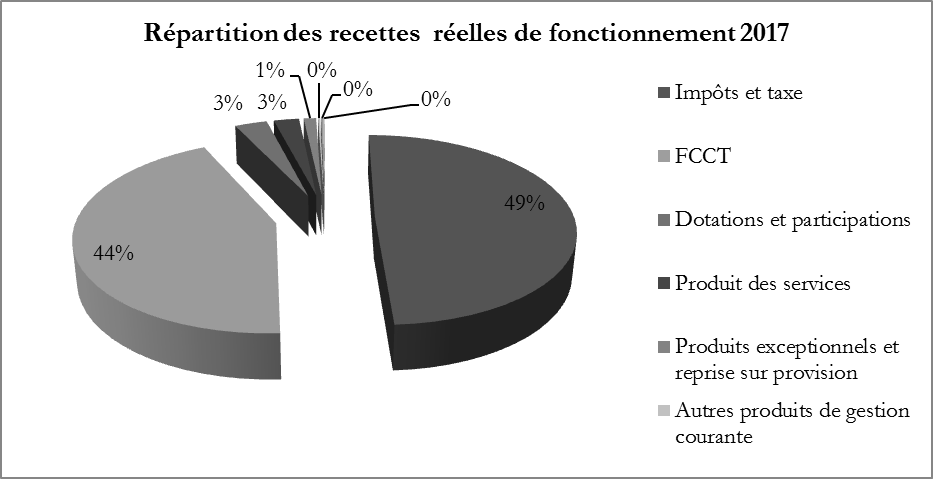 Répartition des recettes réelles de fonctionnement 2017
1% 0%
0%
3% 3% 0%
49%
44%
Impôts et taxe
FCCT
Dotations et participations
Produit des services
Produits exceptionnels et
reprise sur provision
Autres produits de gestion
courante